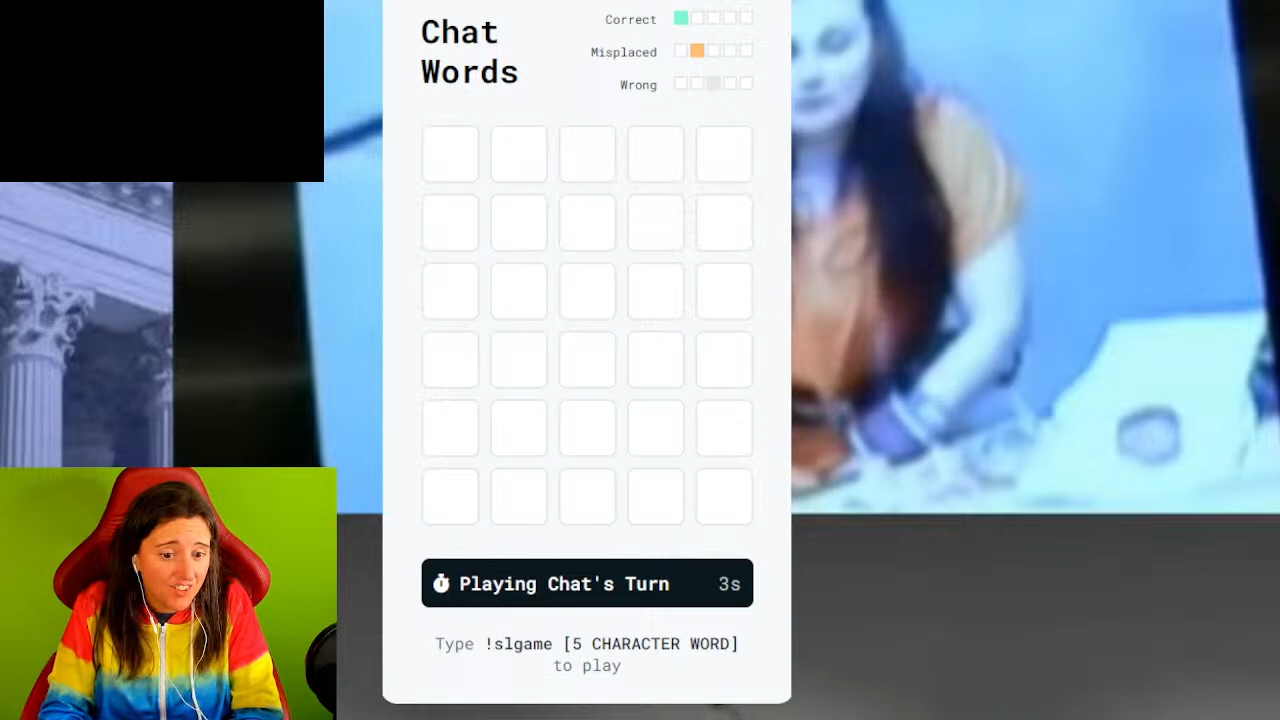 Chat
Words
Correct
Misplaced
Wrong
Playing Chat's Turn 3s
Type !slgame [5 CHARACTER WORD]
to play